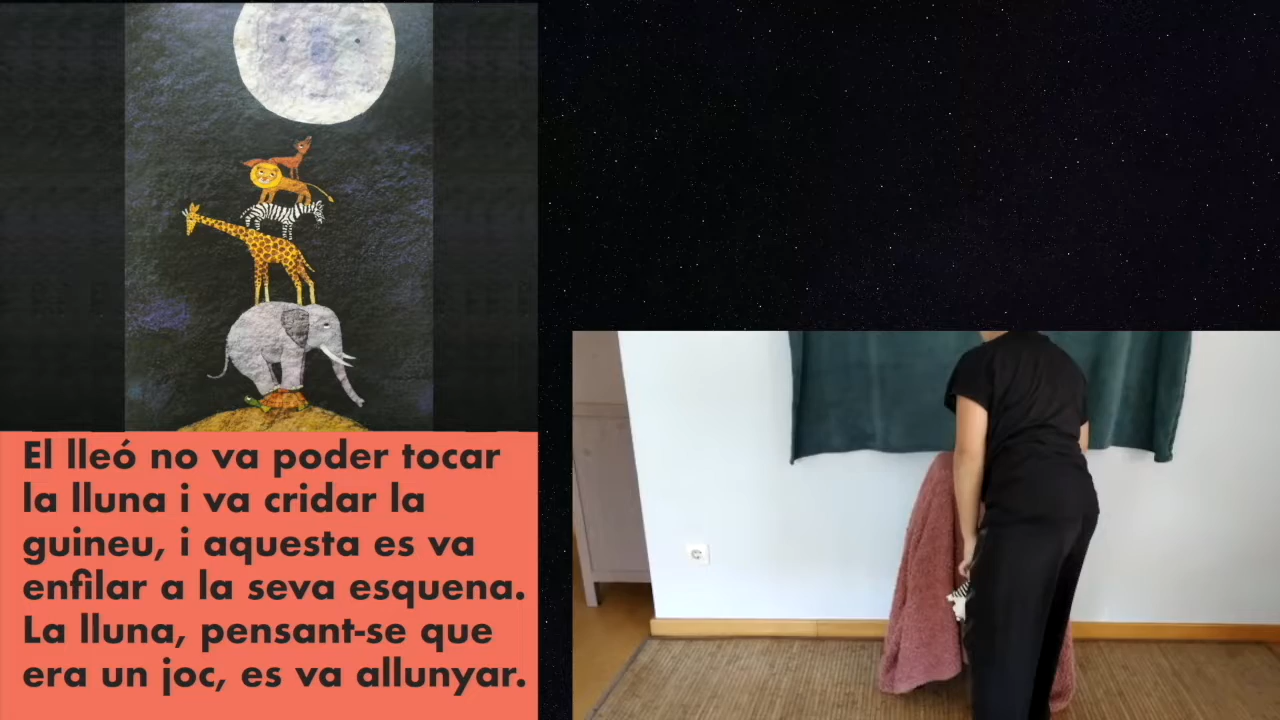 El lleó no va poder tocar
la lluna i va cridar la
guineu, i aquesta es va
enfilar a la seva esquena.
La lluna, pensant-se que
era un joc, es va allunyar.